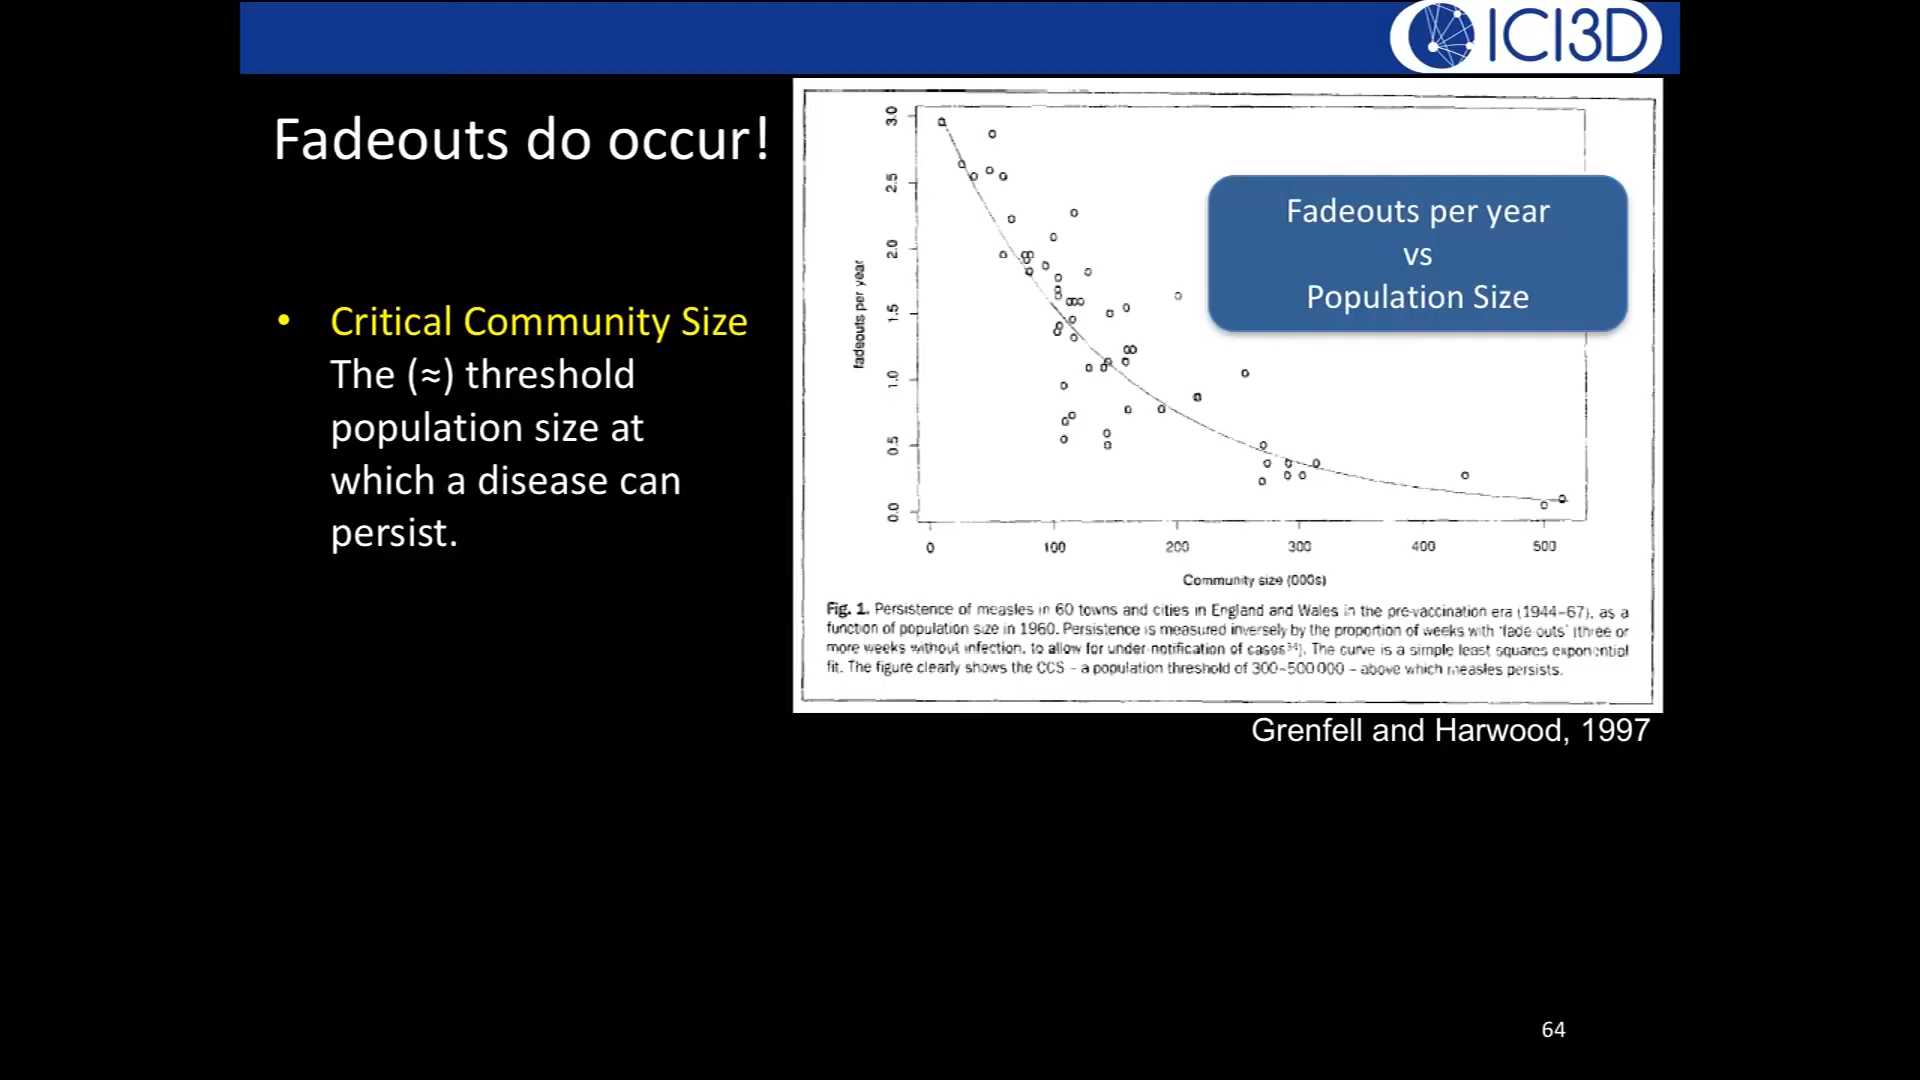 ICI3D
Fadeouts do occur!
• Critical Community Size
The (≈) threshold
population size at
which a disease can
persist.
Fadeouts per year
vs
Population Size
fadeouts per year
3.0
2.5
2.0
1.5
1.0
0.5
0.0
0 100 200 300 400 500
Community size (000s)
Fig. 1. Persistence of measles in 60 towns and cities in England and Wales in the pre-vaccination era (1944–67), as a
function of population size in 1960. Persistence is measured inversely by the proportion of weeks with 'fade outs' (three or
more weeks without infection, to allow for under-notification of cases). The curve is a simple least squares exponential
fit. The figure clearly shows the CCS – a population threshold of 300–500 000 – above which measles persists.
Grenfell and Harwood, 1997
64